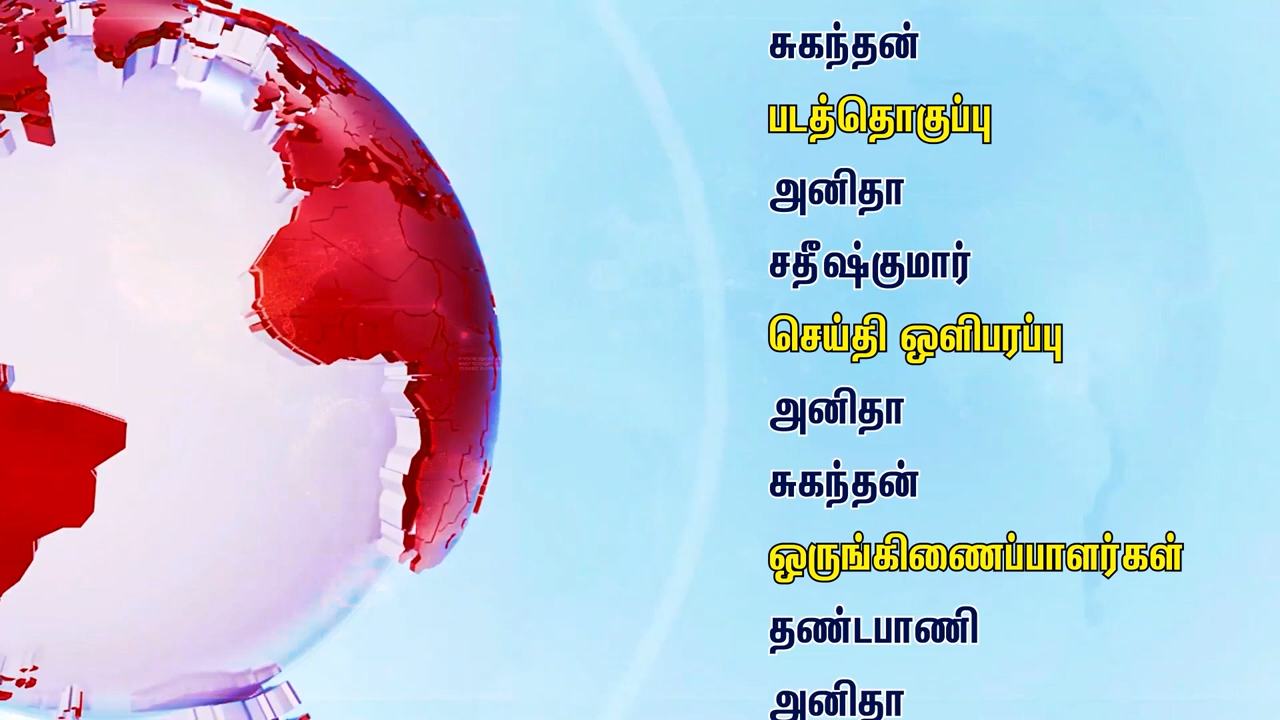 சுகந்தன்
படத்தொகுப்பு
அனிதா
சதீஷ்குமார்
செய்தி ஒளிபரப்பு
அனிதா
சுகந்தன்
ஒருங்கிணைப்பாளர்கள்
தண்டபாணி
அனிதா